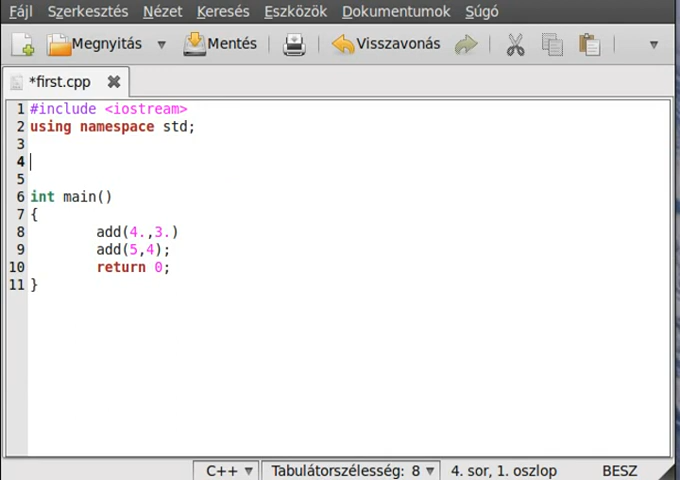 Fájl Szerkesztés Nézet Keresés Eszközök Dokumentumok Súgó
Megnyitás Mentés Visszavonás
*first.cpp
1 #include <iostream>
2 using namespace std;
3
4
5
6 int main()
7 {
8 add(4.,3.)
9 add(5,4);
10 return 0;
11 }
C++ Tabulátorszélesség: 8 4. sor, 1. oszlop BESZ